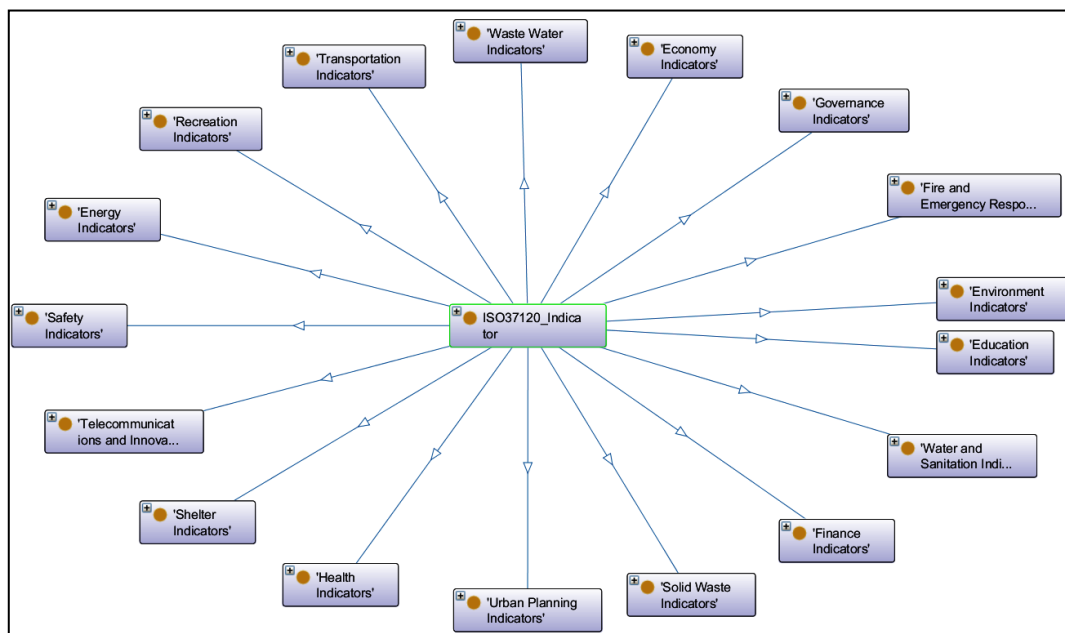 'Waste Water
Indicators'
'Economy
Indicators'
'Transportation
Indicators'
'Governance
Indicators'
'Recreation
Indicators'
'Fire and
Emergency Respo...
'Energy
Indicators'
'Environment
Indicators'
ISO37120_Indica
tor
'Safety
Indicators'
'Education
Indicators'
'Telecommunicat
ions and Innova...
'Water and
Sanitation Indi...
'Shelter
Indicators'
'Finance
Indicators'
'Health
Indicators'
'Solid Waste
Indicators'
'Urban Planning
Indicators'